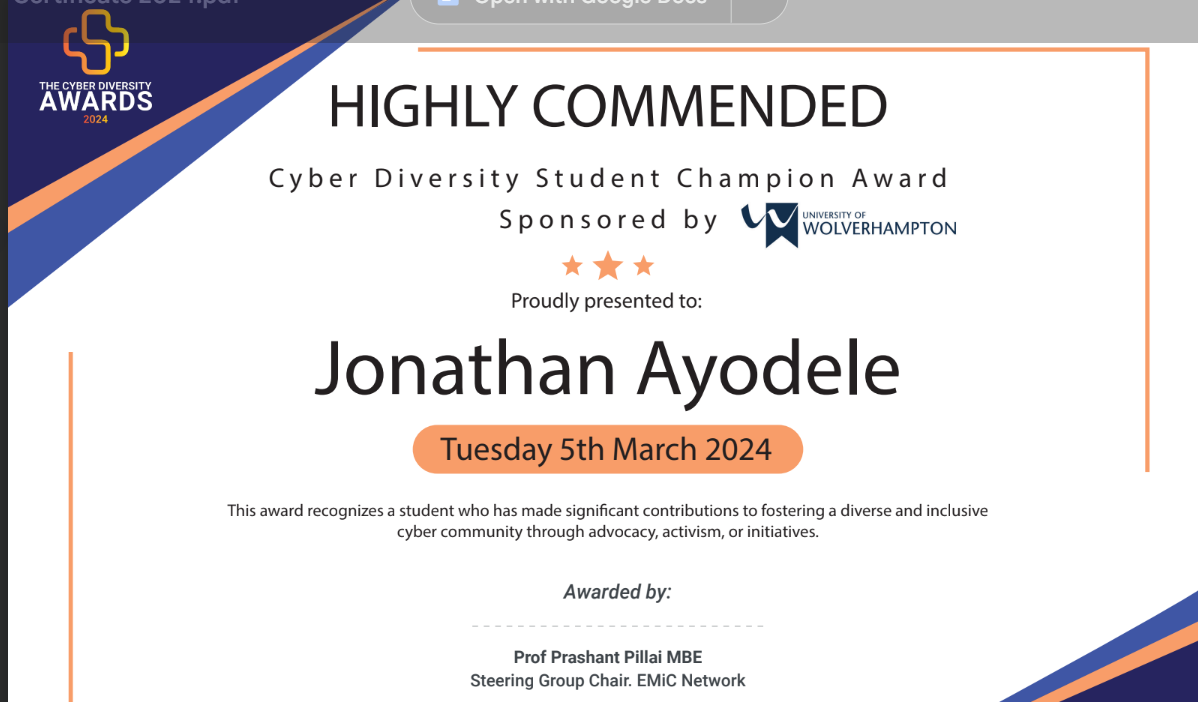 Certificate 2024.pdf
Open with Google Docs
THE CYBER DIVERSITY
AWARDS
2024
HIGHLY COMMENDED
Cyber Diversity Student Champion Award
Sponsored by
UNIVERSITY OF
WOLVERHAMPTON
Proudly presented to:
Jonathan Ayodele
Tuesday 5th March 2024
This award recognizes a student who has made significant contributions to fostering a diverse and inclusive
cyber community through advocacy, activism, or initiatives.
Awarded by:
Prof Prashant Pillai MBE
Steering Group Chair. EMiC Network